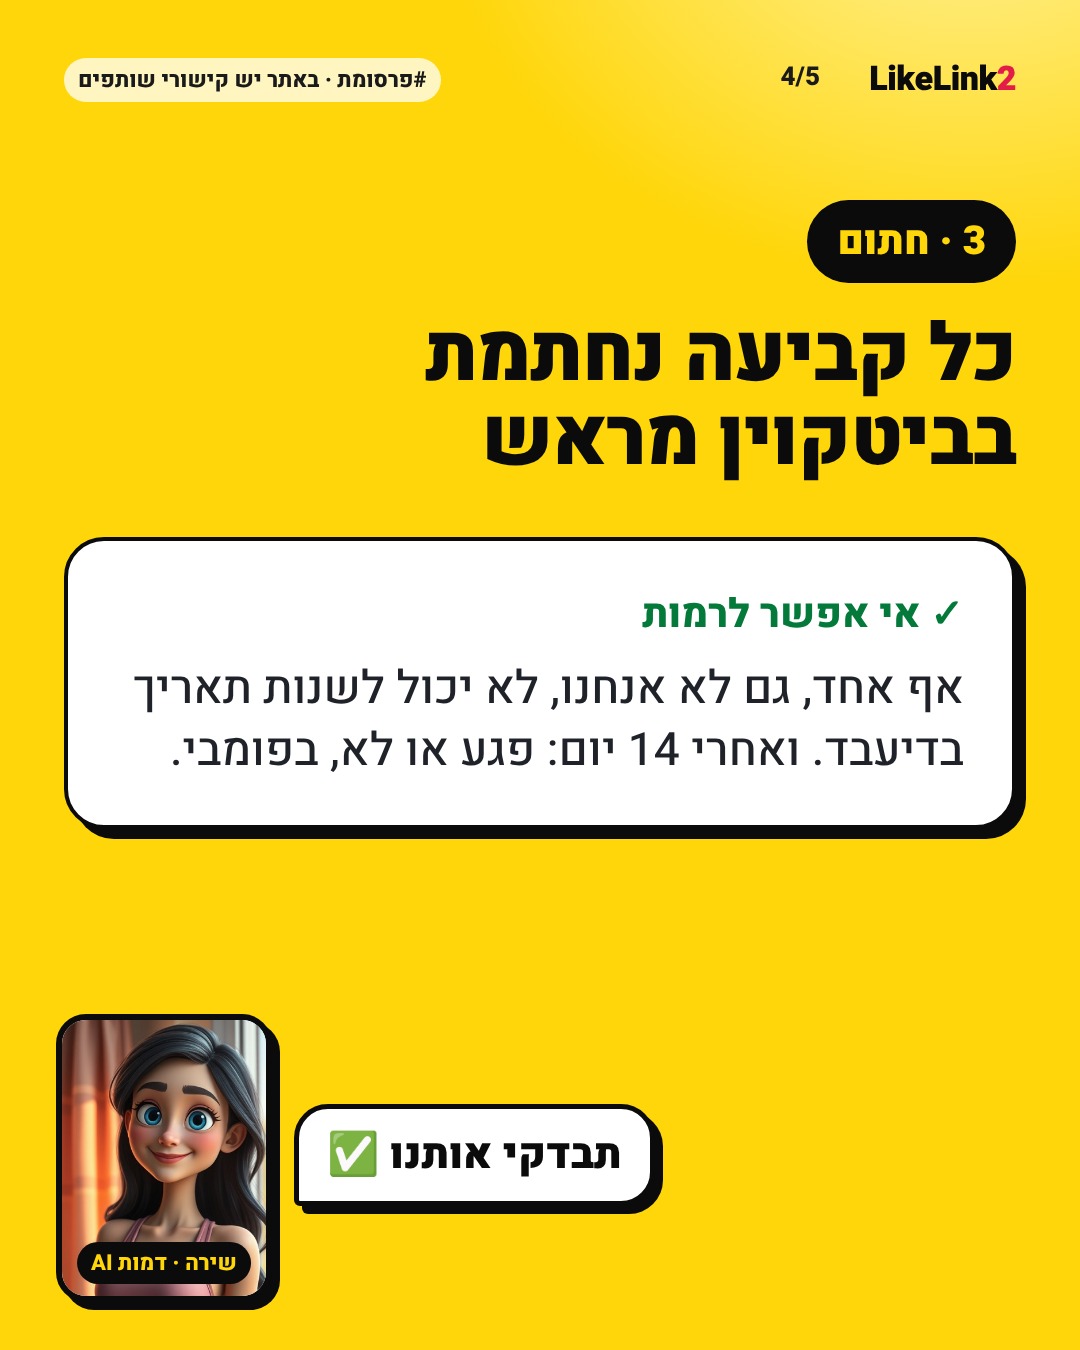 LikeLink2
4/5
#פרסומת · באתר יש קישורי שותפים
3 · חתום
כל קביעה נחתמת
בביטקוין מראש
✓ אי אפשר לרמות
אף אחד, גם לא אנחנו, לא יכול לשנות תאריך
בדיעבד. ואחרי 14 יום: פגע או לא, בפומבי.
תבדקי אותנו ✅
שירה · דמות AI